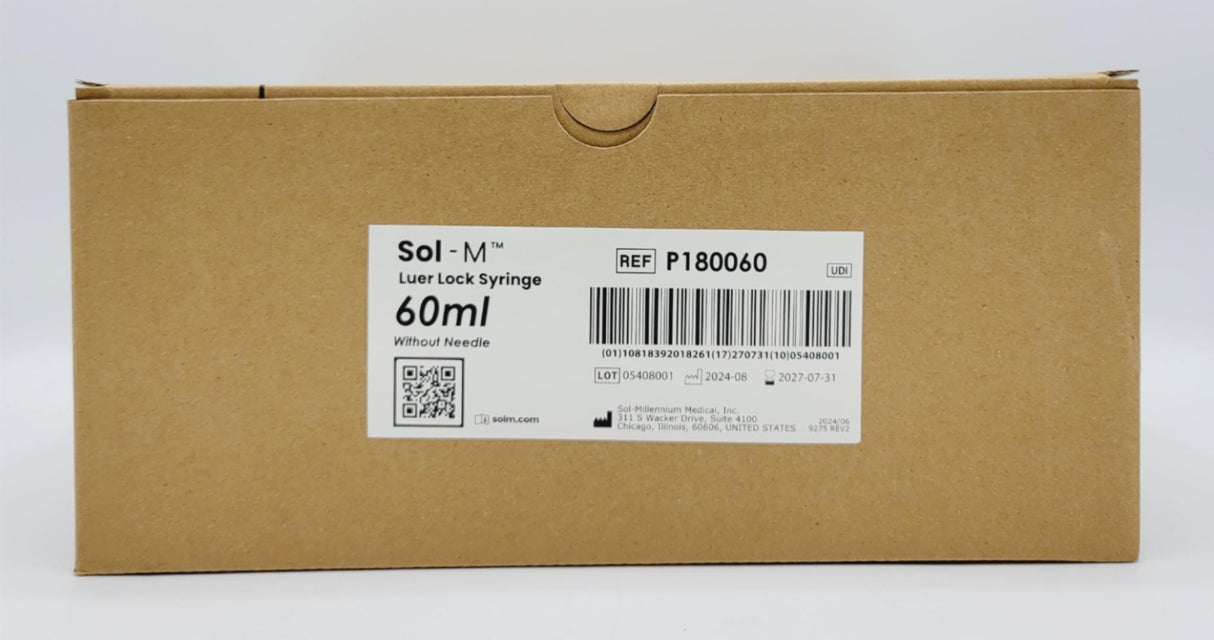 Sol - M™
Luer Lock Syringe
60ml
Without Needle
solm.com
REF P180060
UDI
(01)10818392018261(17)270731(10)05408001
LOT 05408001 2024-08 2027-07-31
Sol-Millennium Medical, Inc.
311 S Wacker Drive, Suite 4100
Chicago, Illinois, 60606, UNITED STATES
2024/06
9275 REV2